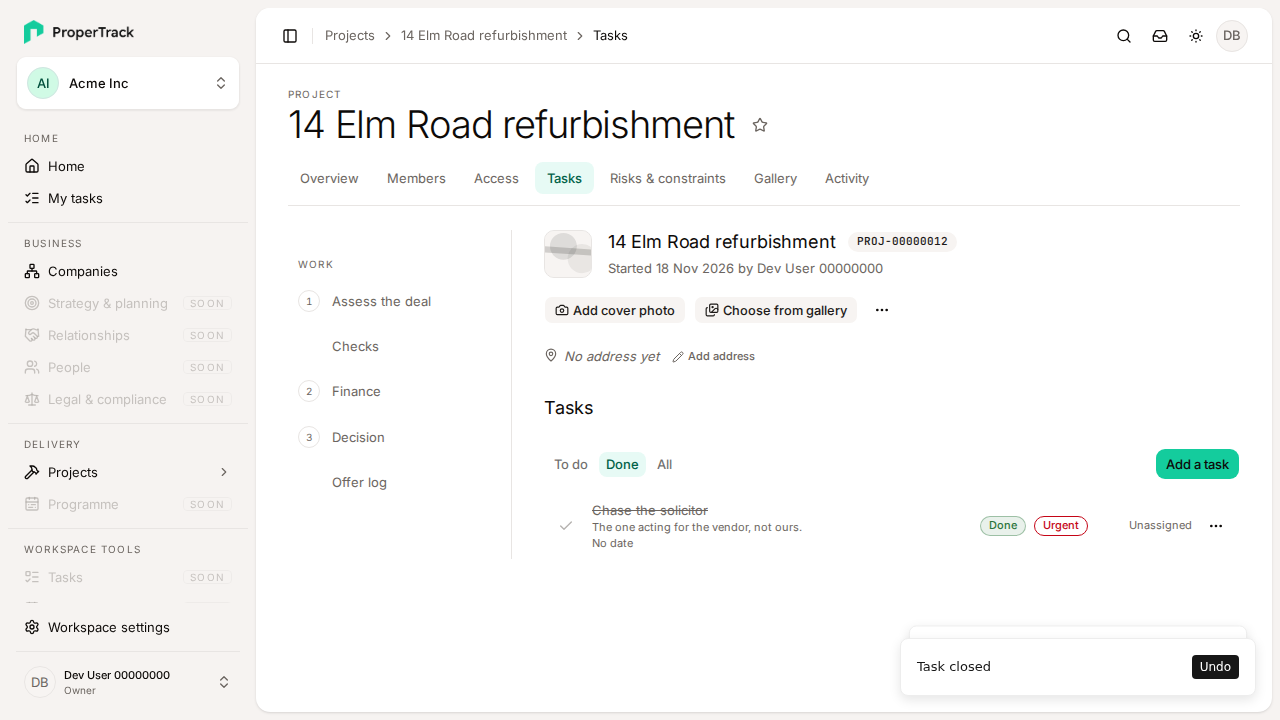 ProperTrack
AI
Acme Inc
HOME
Home
My tasks
BUSINESS
Companies
Strategy & planning SOON
Relationships SOON
People SOON
Legal & compliance SOON
DELIVERY
Projects
Programme SOON
WORKSPACE TOOLS
Tasks SOON
Workspace settings
DB
Dev User 00000000
Owner
Projects > 14 Elm Road refurbishment > Tasks
DB
PROJECT
14 Elm Road refurbishment
Overview Members Access Tasks Risks & constraints Gallery Activity
WORK
1 Assess the deal
Checks
2 Finance
3 Decision
Offer log
14 Elm Road refurbishment PROJ-00000012
Started 18 Nov 2026 by Dev User 00000000
Add cover photo Choose from gallery
No address yet Add address
Tasks
To do Done All Add a task
Chase the solicitor
The one acting for the vendor, not ours.
No date
Done Urgent Unassigned
Task closed Undo